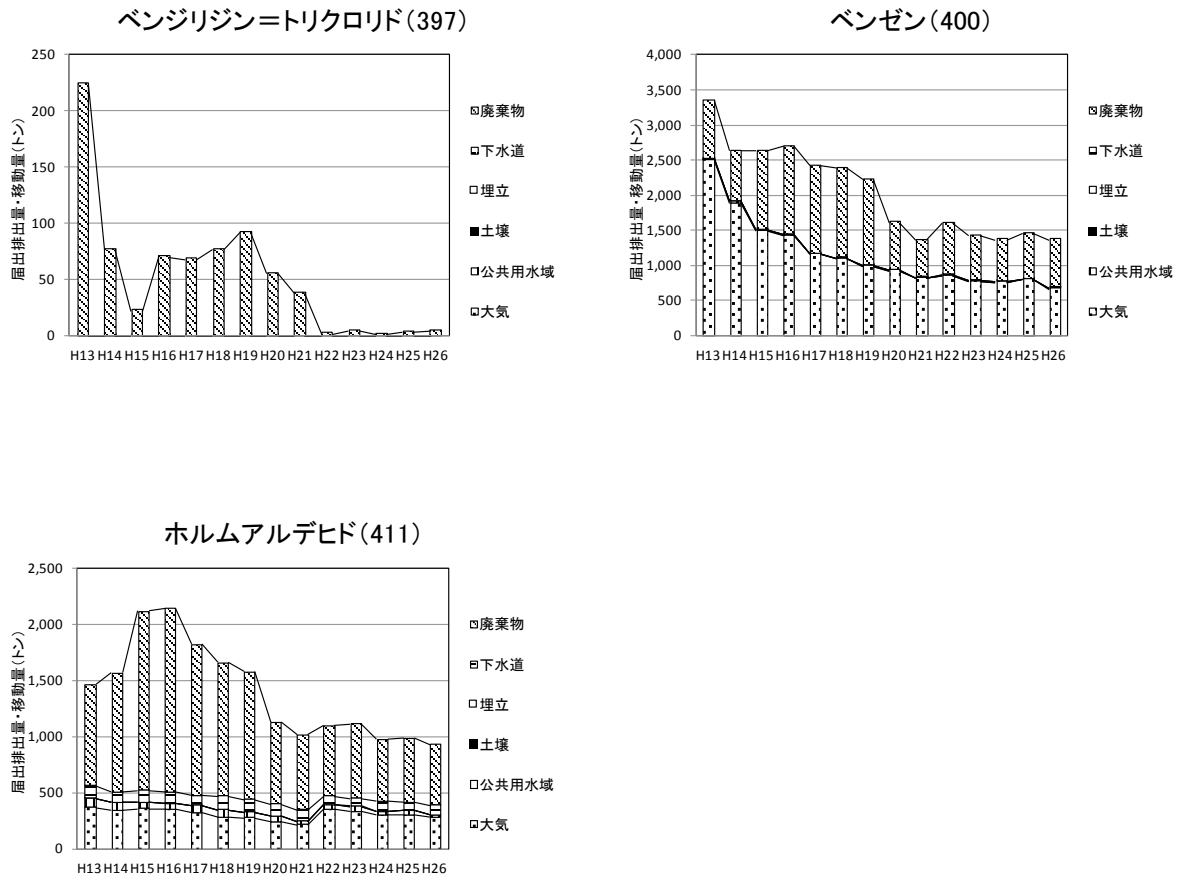 ベンジリジン=トリクロリド(397)
250
200
150
100
50
0
届出排出量・移動量(トン)
H13 H14 H15 H16 H17 H18 H19 H20 H21 H22 H23 H24 H25 H26
廃棄物
下水道
埋立
土壌
公共用水域
大気
ベンゼン(400)
4,000
3,500
3,000
2,500
2,000
1,500
1,000
500
0
届出排出量・移動量(トン)
H13 H14 H15 H16 H17 H18 H19 H20 H21 H22 H23 H24 H25 H26
廃棄物
下水道
埋立
土壌
公共用水域
大気
ホルムアルデヒド(411)
2,500
2,000
1,500
1,000
500
0
届出排出量・移動量(トン)
H13 H14 H15 H16 H17 H18 H19 H20 H21 H22 H23 H24 H25 H26
廃棄物
下水道
埋立
土壌
公共用水域
大気